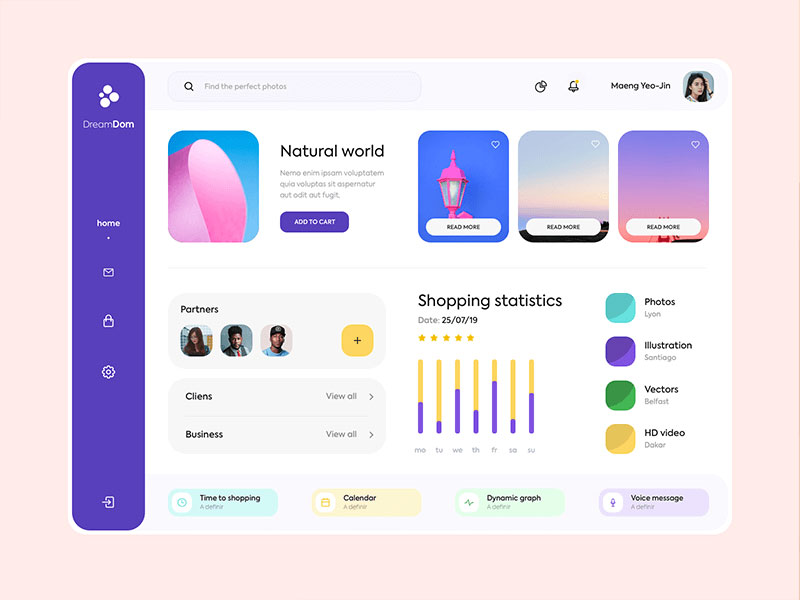 DreamDom
home
Find the perfect photos
Maeng Yeo-Jin
Natural world
Nemo enim ipsam voluptatem
quia voluptas sit aspernatur
aut odit aut fugit.
ADD TO CART
READ MORE
READ MORE
READ MORE
Partners
+
Cliens
View all
Business
View all
Shopping statistics
Date: 25/07/19
mo tu we th fr sa su
Photos
Lyon
Illustration
Santiago
Vectors
Belfast
HD video
Dakar
Time to shopping
A definir
Calendar
A definir
Dynamic graph
A definir
Voice message
A definir